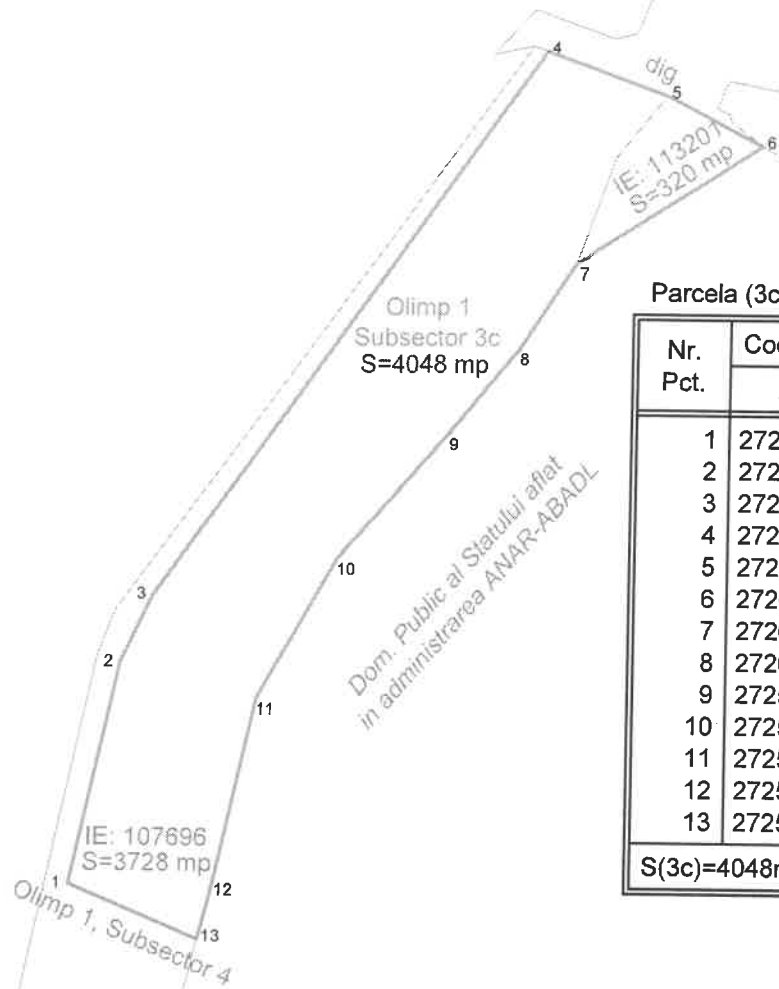 4
dig
5
6
IE: 113201
S=320 mp
7
Olimp 1
Subsector 3c
S=4048 mp
8
9
10
Dom. Public al Statului aflat
in administrarea ANAR-ABADL
3
2
11
IE: 107696
S=3728 mp
1
12
13
Olimp 1, Subsector 4
Parcela (3c
Nr.
Pct.
1 272
2 272
3 272
4 272
5 272
6 272
7 272
8 272
9 272
10 272
11 272
12 272
13 272
S(3c)=4048